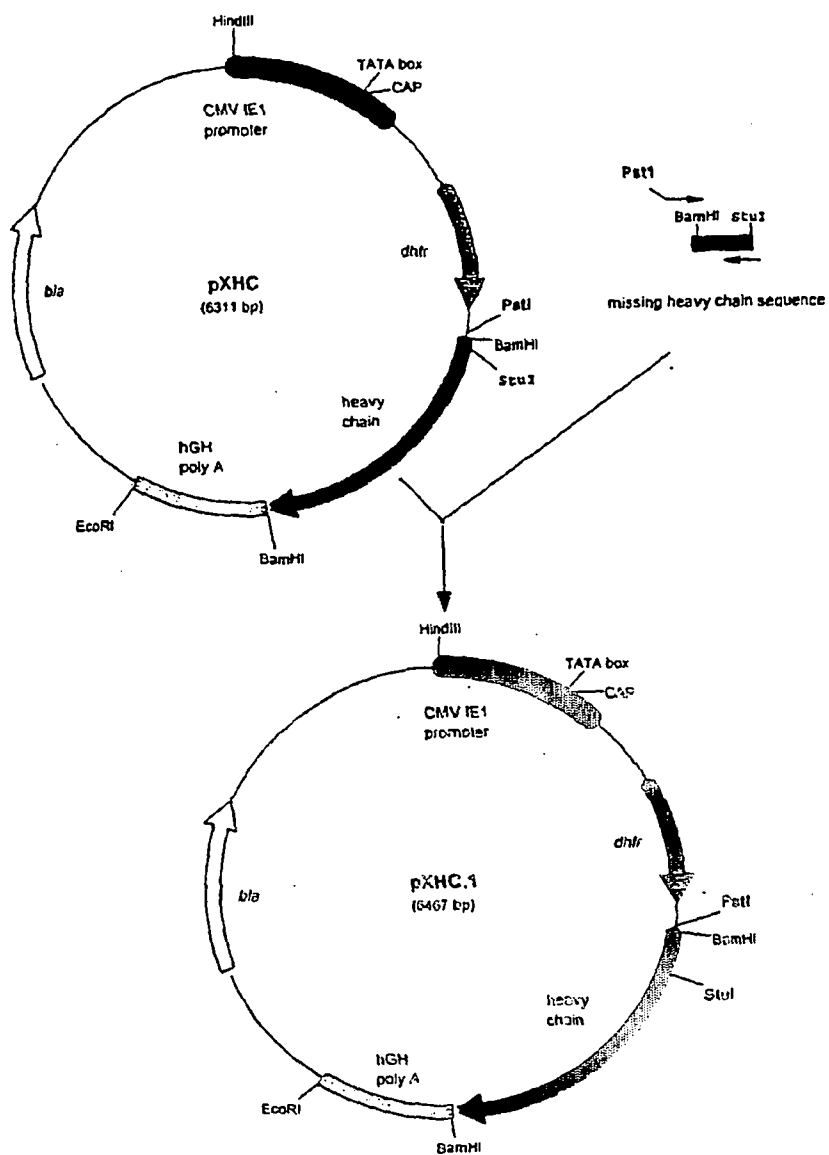 HindIII
TATA box
CAP
CMV IE1
promoter
Pst1
BamHI StuI
dhfr
bla
pXHC
(6311 bp)
PstI
missing heavy chain sequence
BamHI
StuI
heavy
chain
hGH
poly A
EcoRI
BamHI
HindIII
TATA box
CAP
CMV IE1
promoter
dhfr
bla
pXHC.1
(6467 bp)
PstI
BamHI
StuI
heavy
chain
hGH
poly A
EcoRI
BamHI